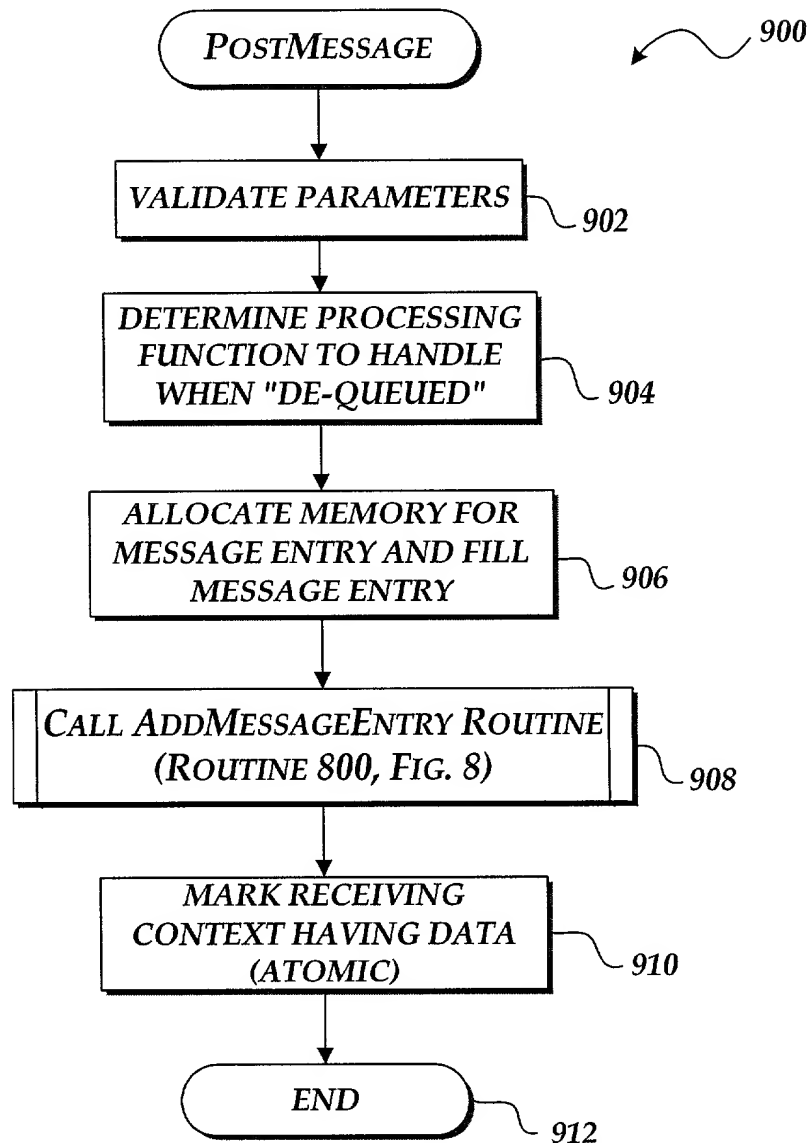 POSTMESSAGE
900
VALIDATE PARAMETERS
902
DETERMINE PROCESSING
FUNCTION TO HANDLE
WHEN "DE-QUEUED"
904
ALLOCATE MEMORY FOR
MESSAGE ENTRY AND FILL
MESSAGE ENTRY
906
CALL ADDMESSAGEENTRY ROUTINE
(ROUTINE 800, FIG. 8)
908
MARK RECEIVING
CONTEXT HAVING DATA
(ATOMIC)
910
END
912